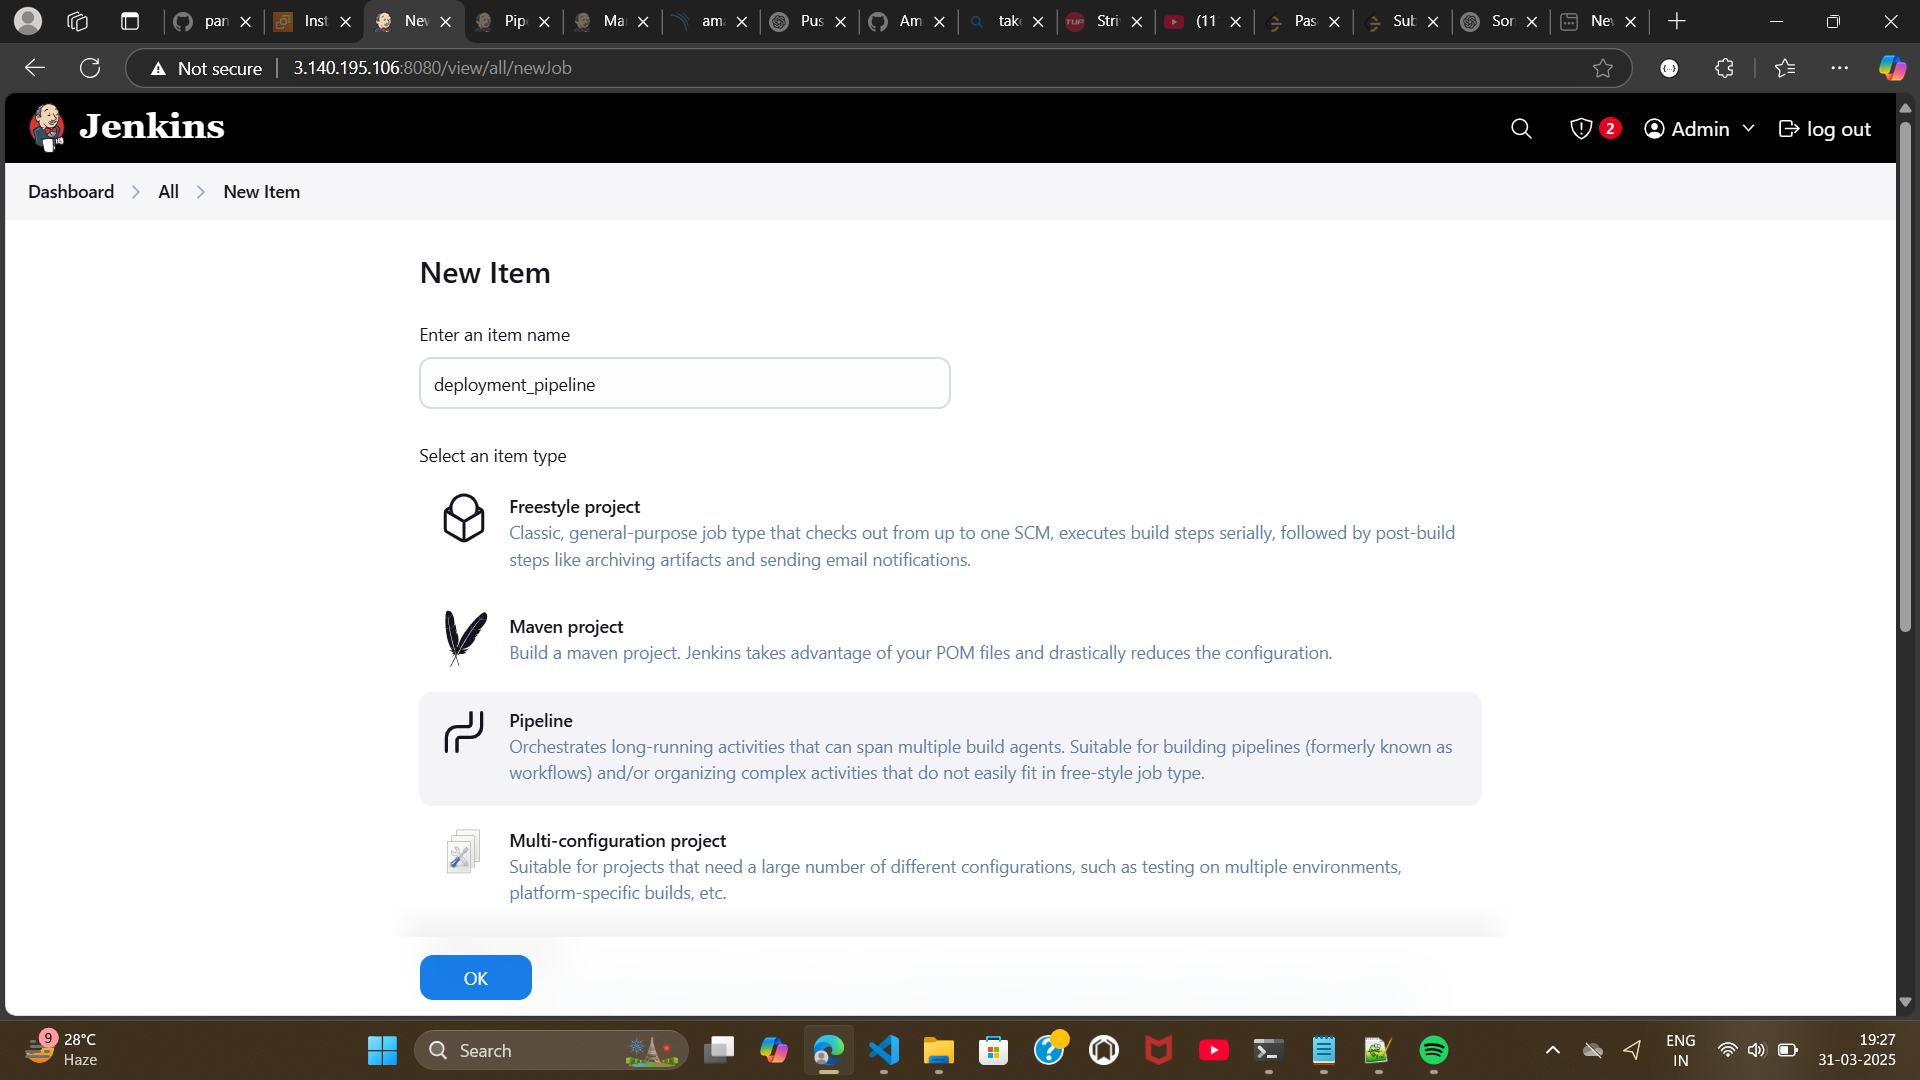 pan
Inst
Nev
Pip
Mar
ama
Pus
Am
take
Striv
(11
Pas
Sub
Sor
Nev
Not secure
3.140.195.106:8080/view/all/newJob
Jenkins
2
Admin
log out
Dashboard
All
New Item
New Item
Enter an item name
deployment_pipeline
Select an item type
Freestyle project
Classic, general-purpose job type that checks out from up to one SCM, executes build steps serially, followed by post-build
steps like archiving artifacts and sending email notifications.
Maven project
Build a maven project. Jenkins takes advantage of your POM files and drastically reduces the configuration.
Pipeline
Orchestrates long-running activities that can span multiple build agents. Suitable for building pipelines (formerly known as
workflows) and/or organizing complex activities that do not easily fit in free-style job type.
Multi-configuration project
Suitable for projects that need a large number of different configurations, such as testing on multiple environments,
platform-specific builds, etc.
OK
9
28°C
Haze
Search
ENG
IN
19:27
31-03-2025